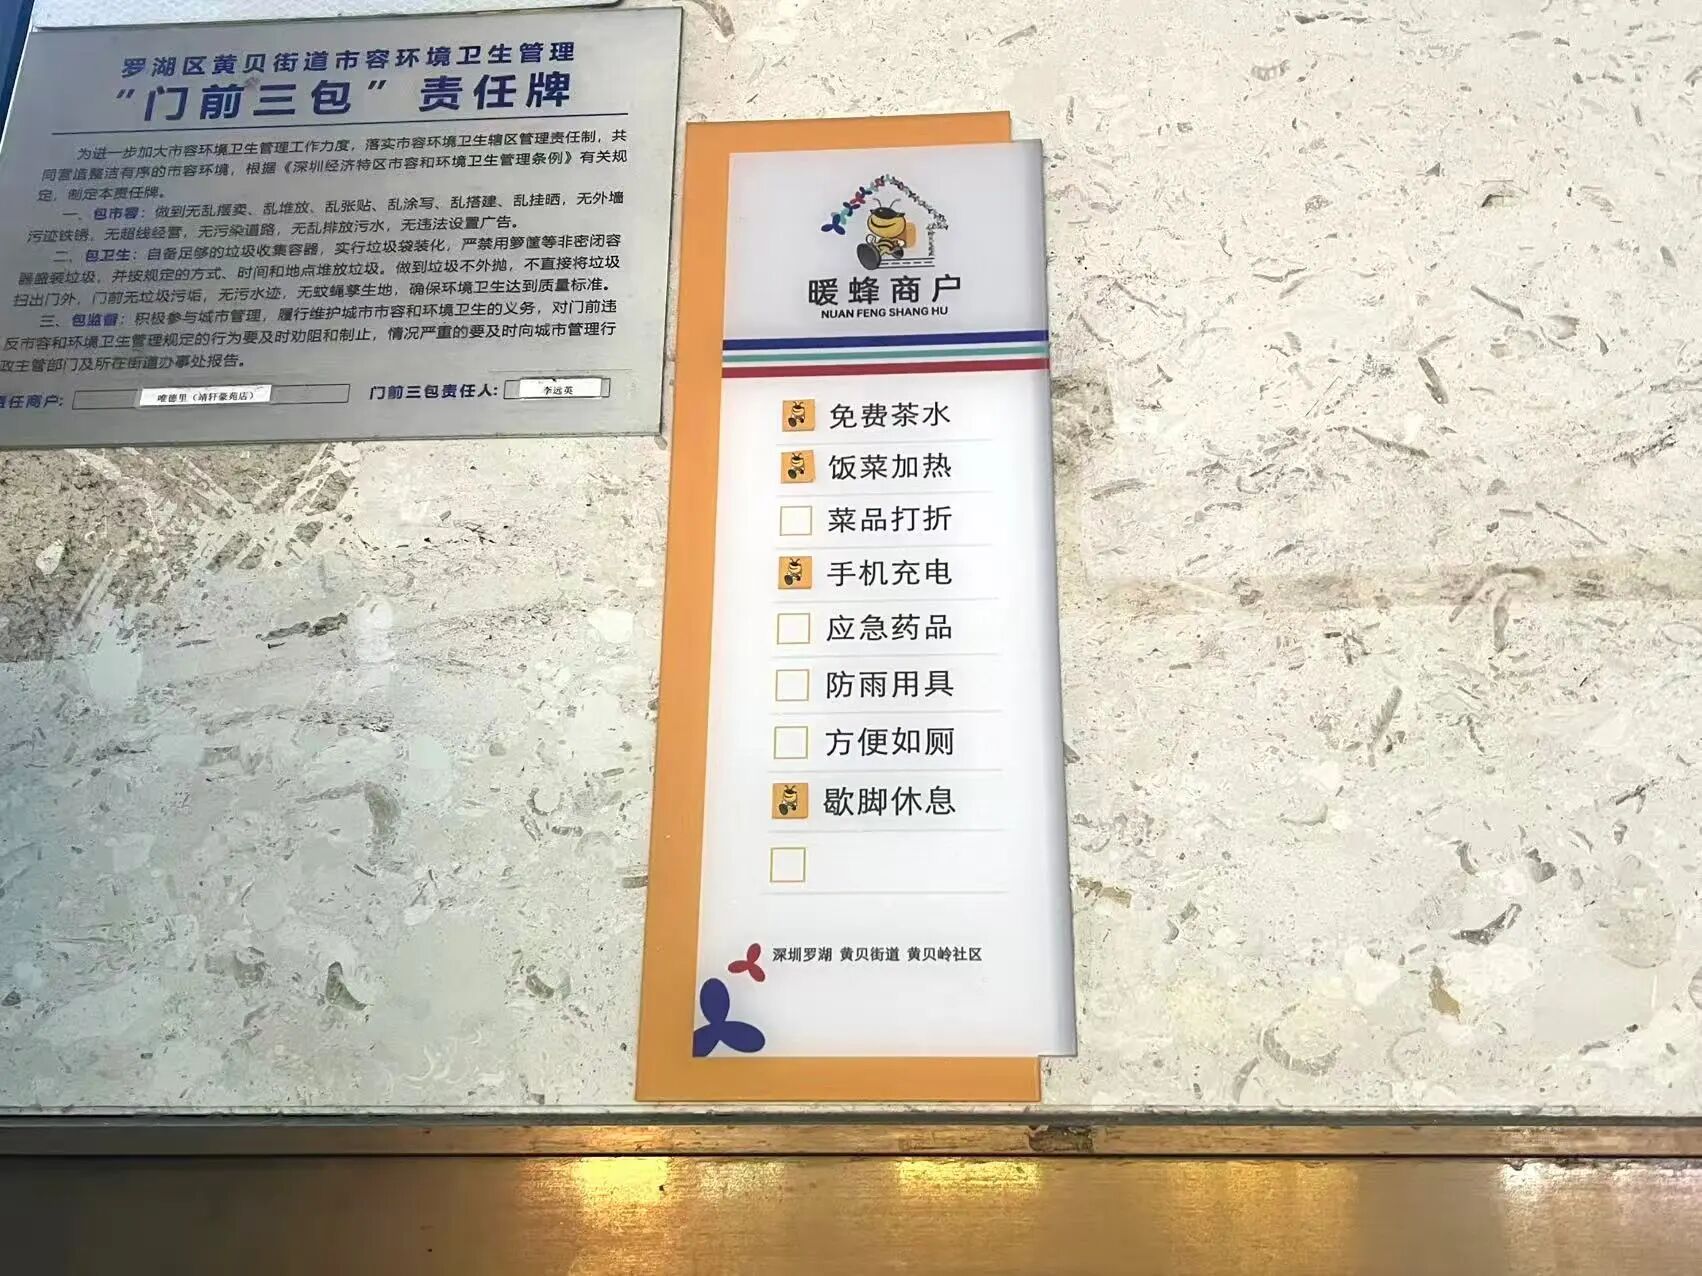 罗湖区黄贝街道市容环境卫生管理
“门前三包”责任牌
为进一步加大市容环境卫生管理工作力度，落实市容环境卫生辖区管理责任制，共
同营造整洁有序的市容环境，根据《深圳经济特区市容和环境卫生管理条例》有关规
定，制定本责任牌。
一、包市容：做到无乱摆卖、乱堆放、乱张贴、乱涂写、乱搭建、乱挂晒，无外墙
污迹铁锈，无超线经营，无污染道路，无乱排放污水，无违法设置广告。
二、包卫生：自备足够的垃圾收集容器，实行垃圾袋装化，严禁用箩筐等非密闭容
器盛装垃圾，并按规定的方式、时间和地点堆放垃圾。做到垃圾不外抛，不直接将垃圾
扫出门外，门前无垃圾污垢，无污水迹，无蚊蝇孳生地，确保环境卫生达到质量标准。
三、包监督：积极参与城市管理，履行维护城市市容和环境卫生的义务，对门前违
反市容和环境卫生管理规定的行为要及时劝阻和制止，情况严重的要及时向城市管理行
政主管部门及所在街道办事处报告。
责任商户: 唯德里（靖轩豪苑店） 门前三包责任人: 李远英
暖蜂商户
NUAN FENG SHANG HU
免费茶水
饭菜加热
菜品打折
手机充电
应急药品
防雨用具
方便如厕
歇脚休息
深圳罗湖 黄贝街道 黄贝岭社区